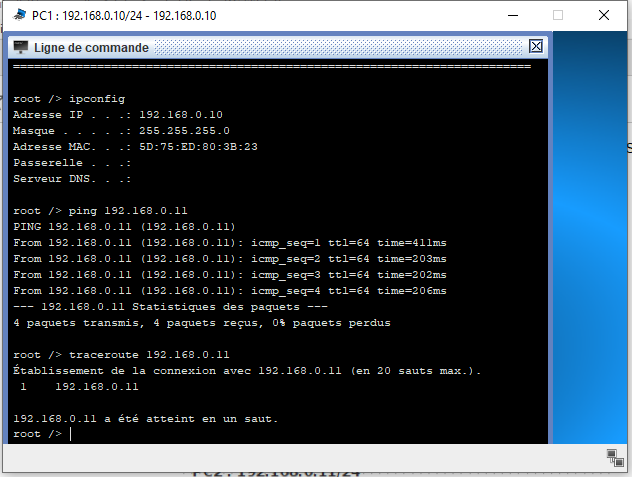 PC1 : 192.168.0.10/24 - 192.168.0.10
Ligne de commande
==========================================================================
root /> ipconfig
Adresse IP . . .: 192.168.0.10
Masque . . . . .: 255.255.255.0
Adresse MAC. . .: 5D:75:ED:80:3B:23
Passerelle . . .:
Serveur DNS. . .:
root /> ping 192.168.0.11
PING 192.168.0.11 (192.168.0.11)
From 192.168.0.11 (192.168.0.11): icmp_seq=1 ttl=64 time=411ms
From 192.168.0.11 (192.168.0.11): icmp_seq=2 ttl=64 time=203ms
From 192.168.0.11 (192.168.0.11): icmp_seq=3 ttl=64 time=202ms
From 192.168.0.11 (192.168.0.11): icmp_seq=4 ttl=64 time=206ms
--- 192.168.0.11 Statistiques des paquets ---
4 paquets transmis, 4 paquets reçus, 0% paquets perdus
root /> traceroute 192.168.0.11
Établissement de la connexion avec 192.168.0.11 (en 20 sauts max.).
1    192.168.0.11
192.168.0.11 a été atteint en un saut.
root />
PC2 : 192.168.0.11/24